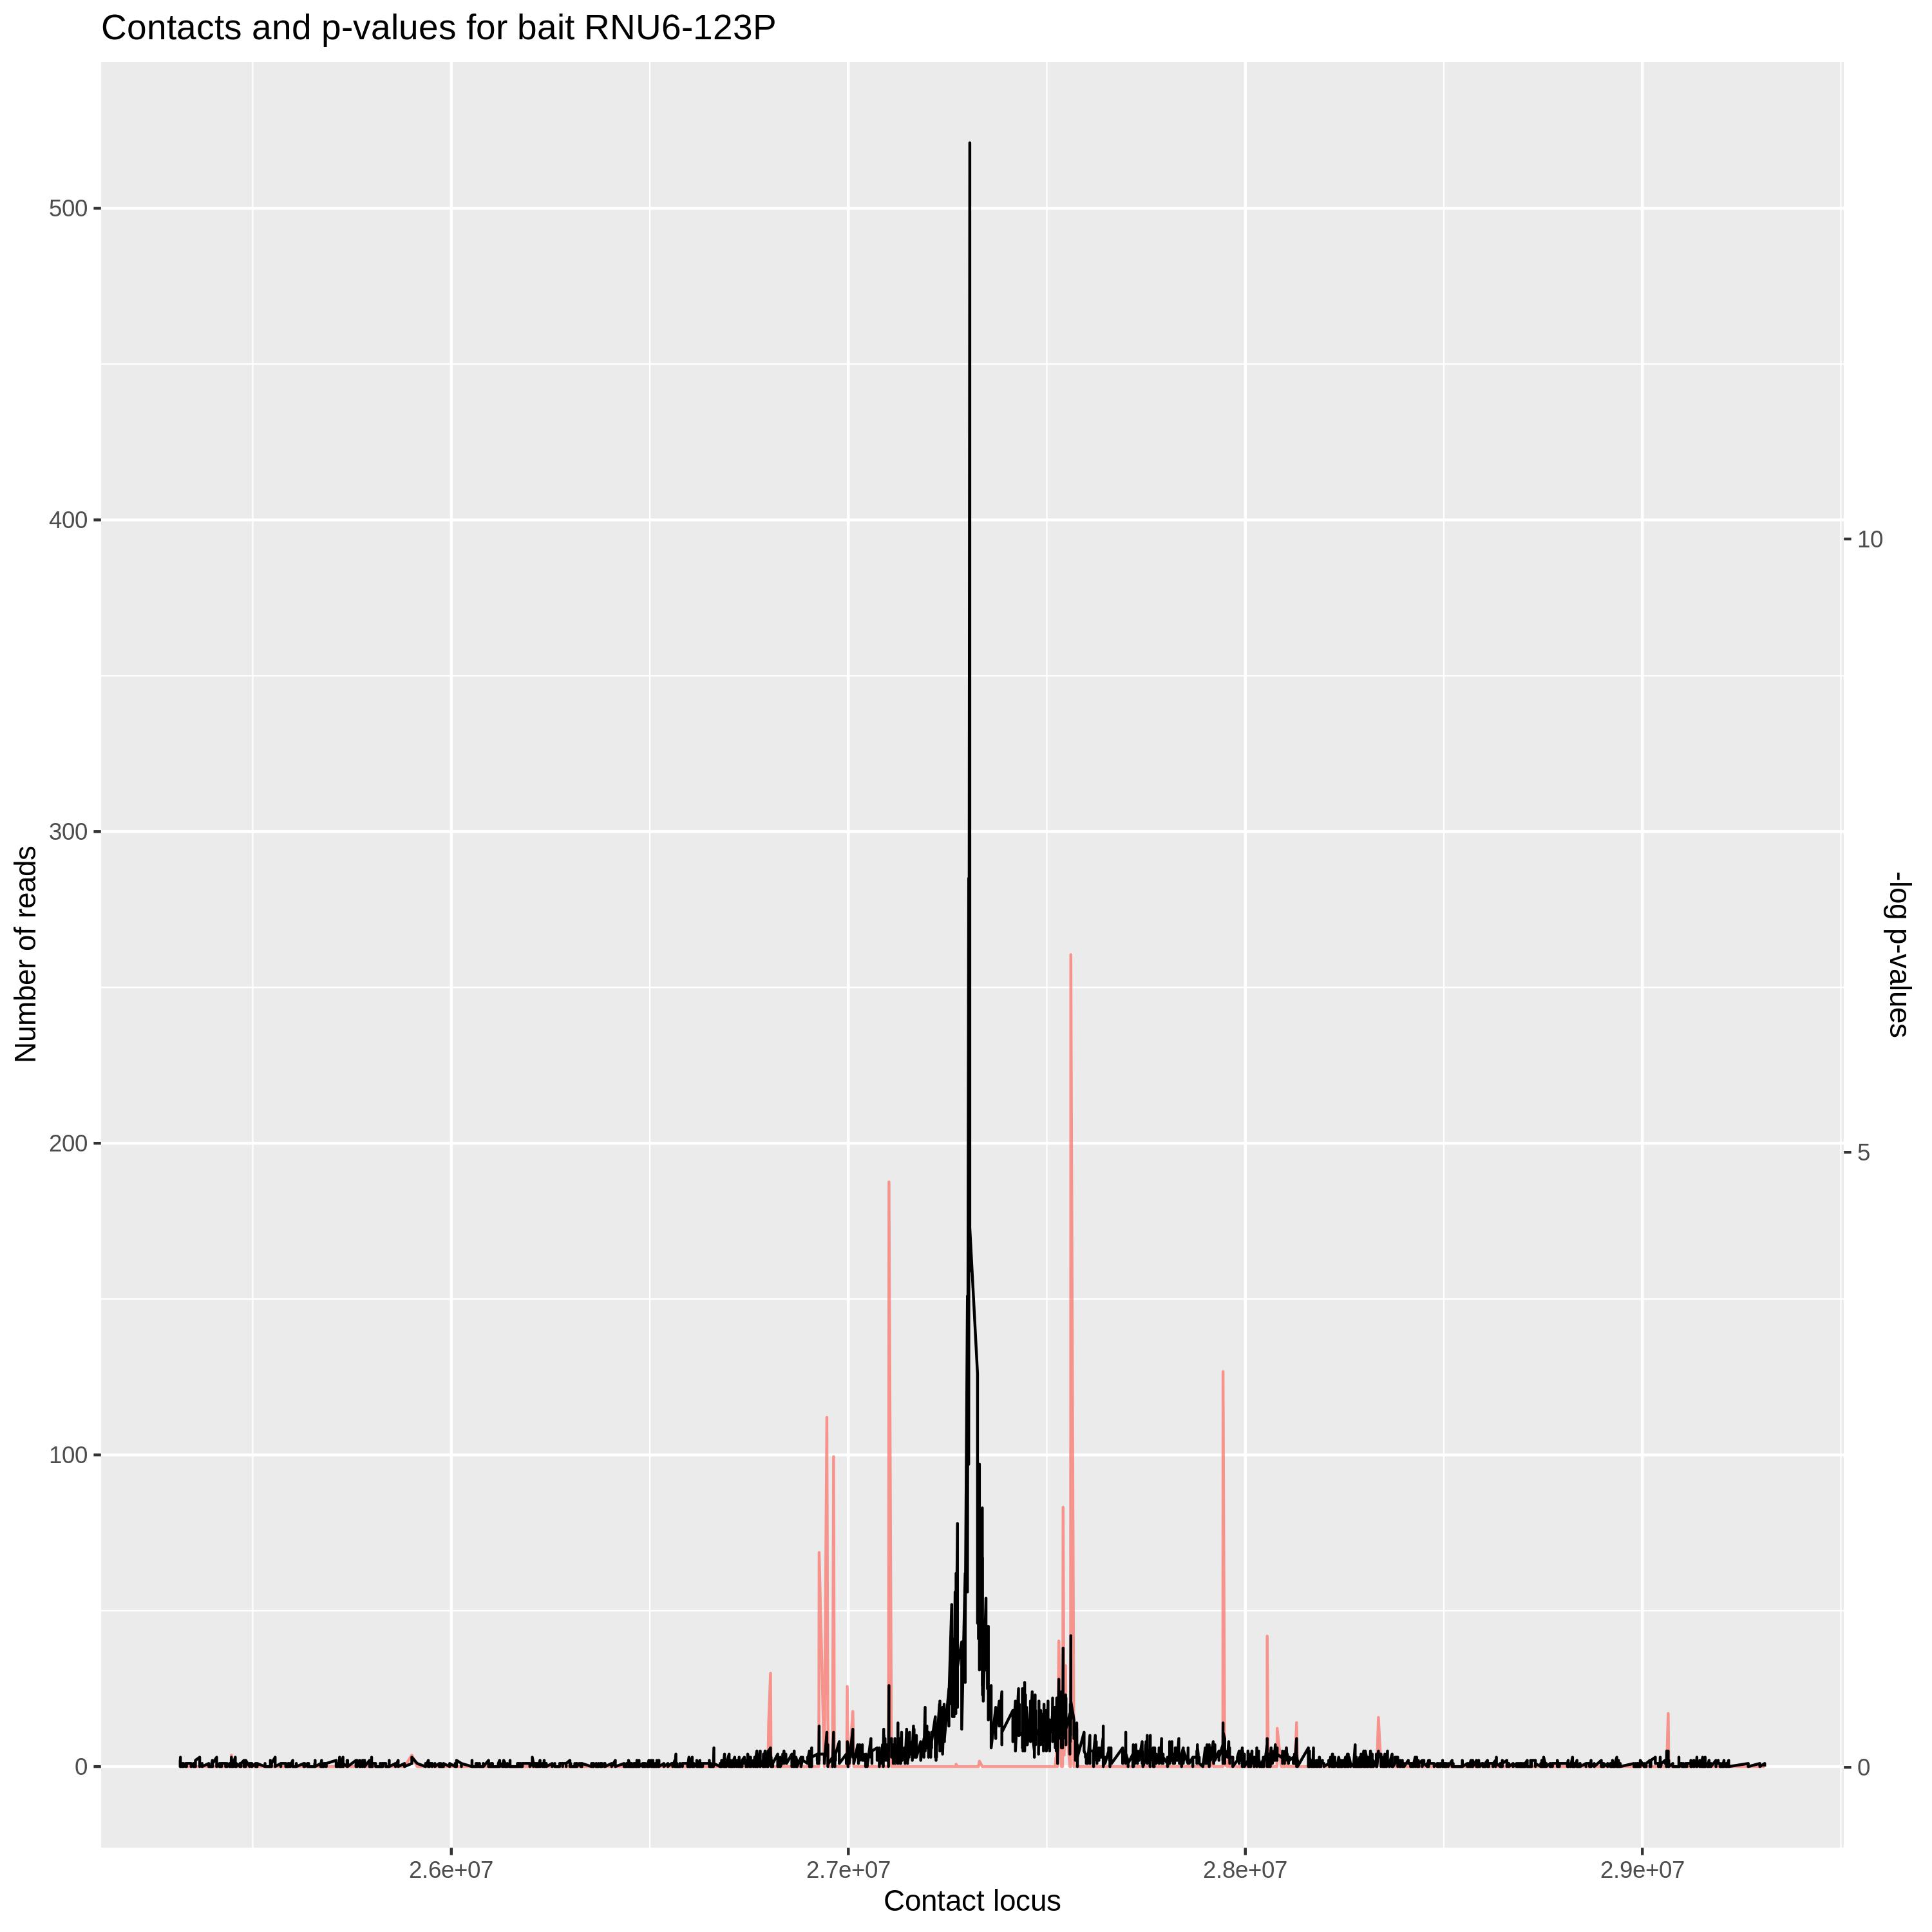 Contacts and p-values for bait RNU6-123P
500
400
300
200
100
0
Number of reads
10
5
0
-log p-values
2.6e+07
2.7e+07
2.8e+07
2.9e+07
Contact locus